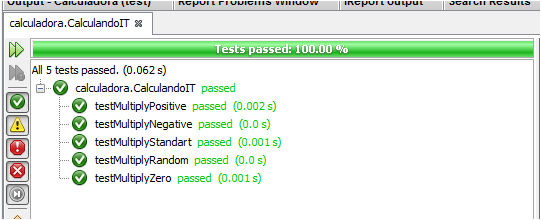 Output - Calculadora (test)
Report Problems Window
iReport output
Search Results
calculadora.CalculandoIT
Tests passed: 100.00 %
All 5 tests passed. (0.062 s)
calculadora.CalculandoIT passed
testMultiplyPositive passed (0.002 s)
testMultiplyNegative passed (0.0 s)
testMultiplyStandart passed (0.001 s)
testMultiplyRandom passed (0.0 s)
testMultiplyZero passed (0.001 s)